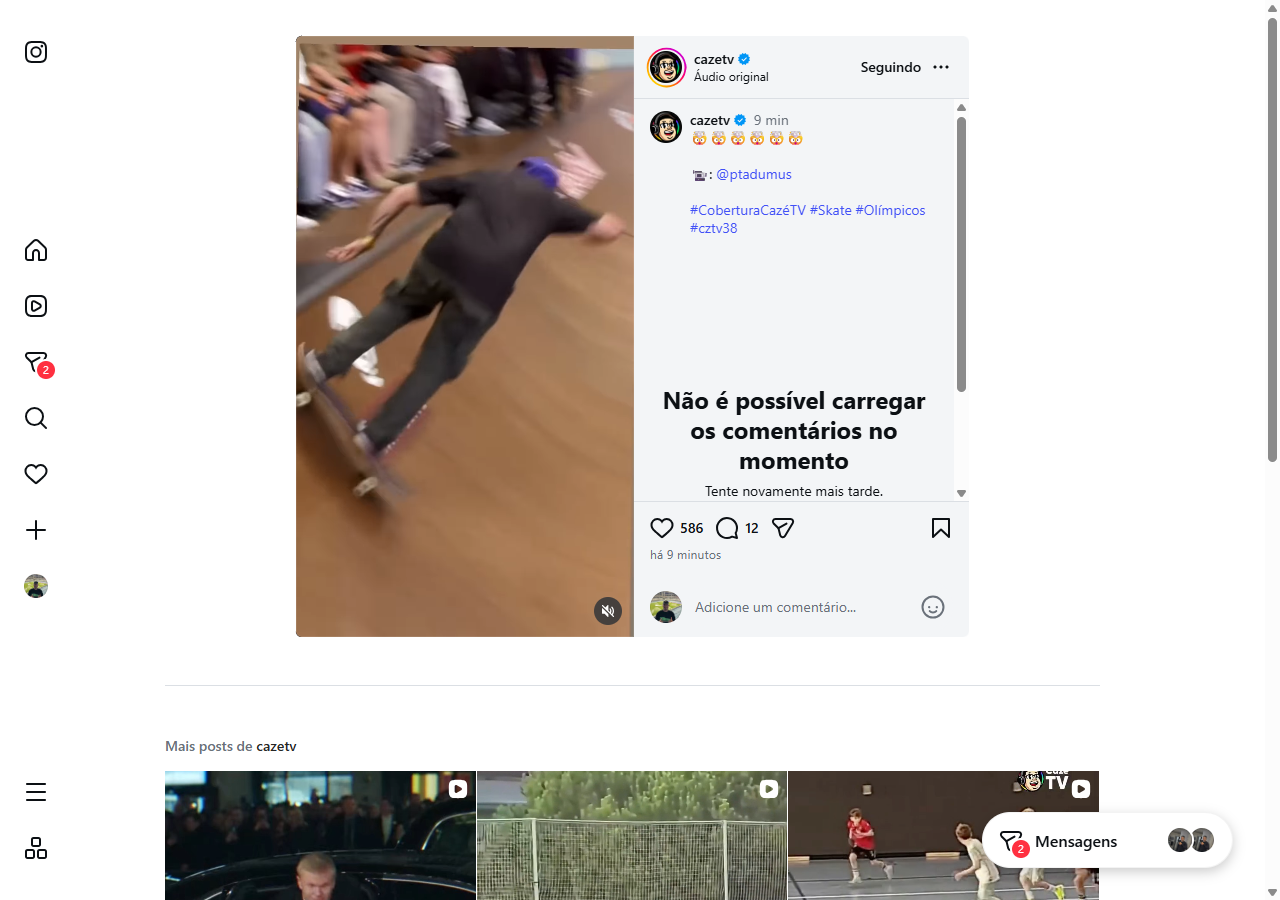 cazetv
Áudio original
Seguindo
cazetv 9 min
🤯🤯🤯🤯🤯🤯
📹: @ptadumus
#CoberturaCazéTV #Skate #Olímpicos
#cztv38
Não é possível carregar
os comentários no
momento
Tente novamente mais tarde.
586 12
há 9 minutos
Adicione um comentário...
2
Mais posts de cazetv
Cazé
TV
2 Mensagens